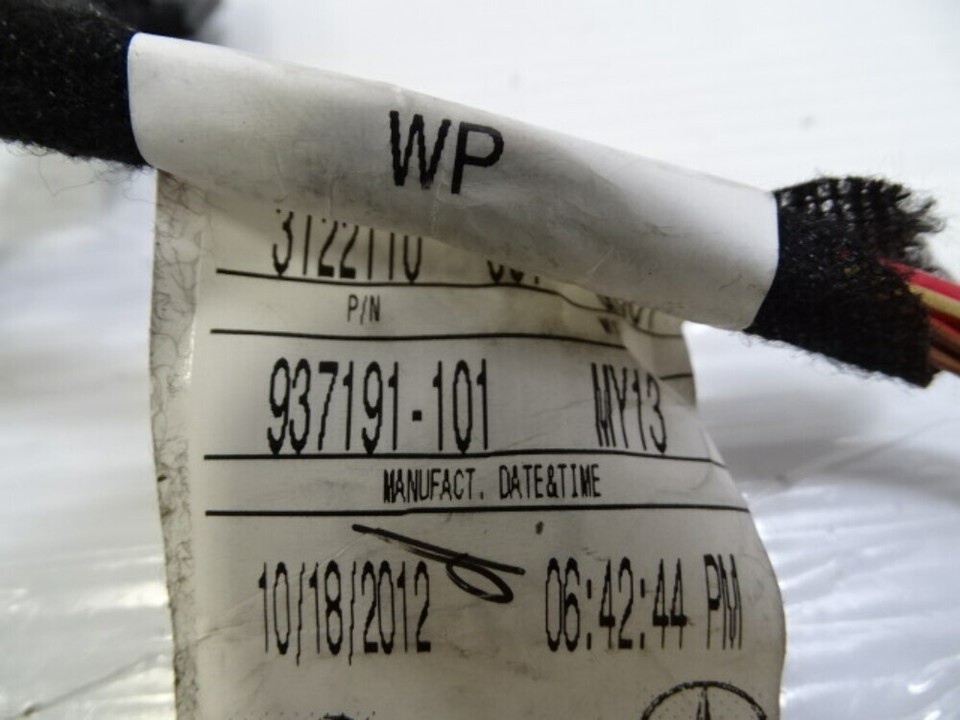 WP
3122110
P/N
937191-101 MY13
MANUFACT. DATE&TIME
10/18/2012 06:42:44 PM